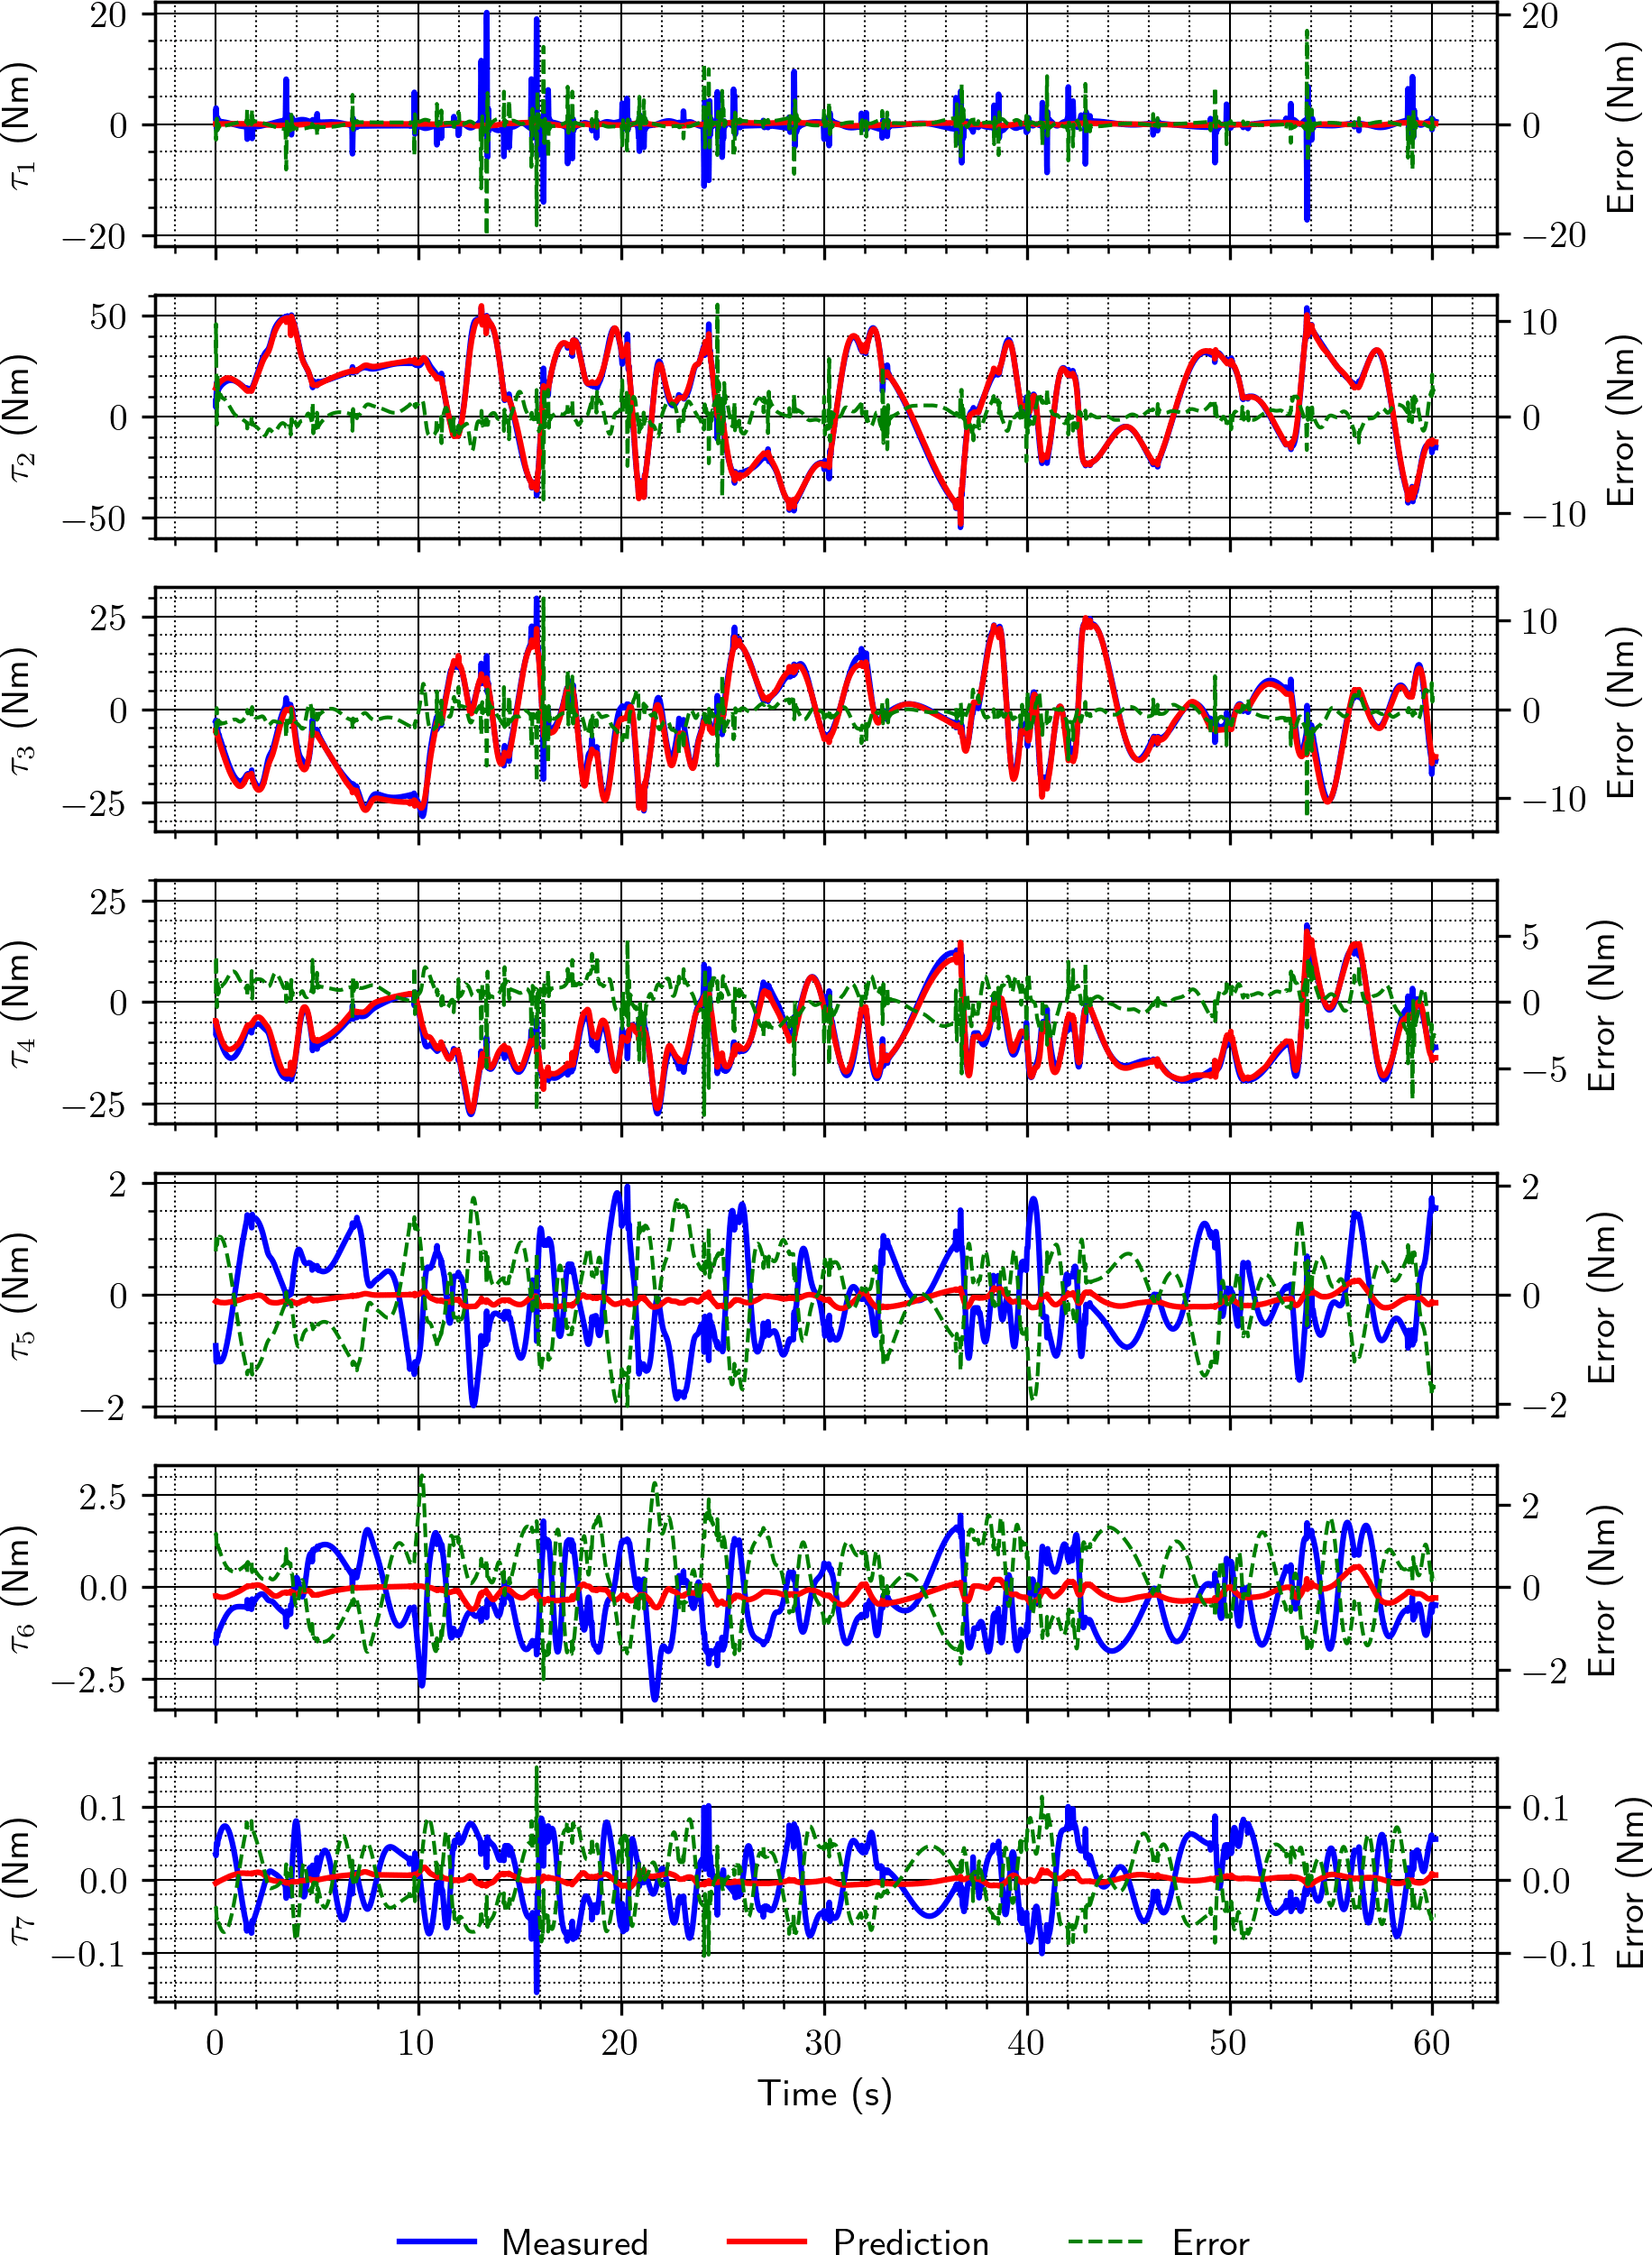 20
0
−20
τ1 (Nm)
20
0
−20
Error (Nm)
50
0
−50
τ2 (Nm)
10
0
−10
Error (Nm)
25
0
−25
τ3 (Nm)
10
0
−10
Error (Nm)
25
0
−25
τ4 (Nm)
5
0
−5
Error (Nm)
2
0
−2
τ5 (Nm)
2
0
−2
Error (Nm)
2.5
0.0
−2.5
τ6 (Nm)
2
0
−2
Error (Nm)
0.1
0.0
−0.1
τ7 (Nm)
0.1
0.0
−0.1
Error (Nm)
0 10 20 30 40 50 60
Time (s)
Measured Prediction Error